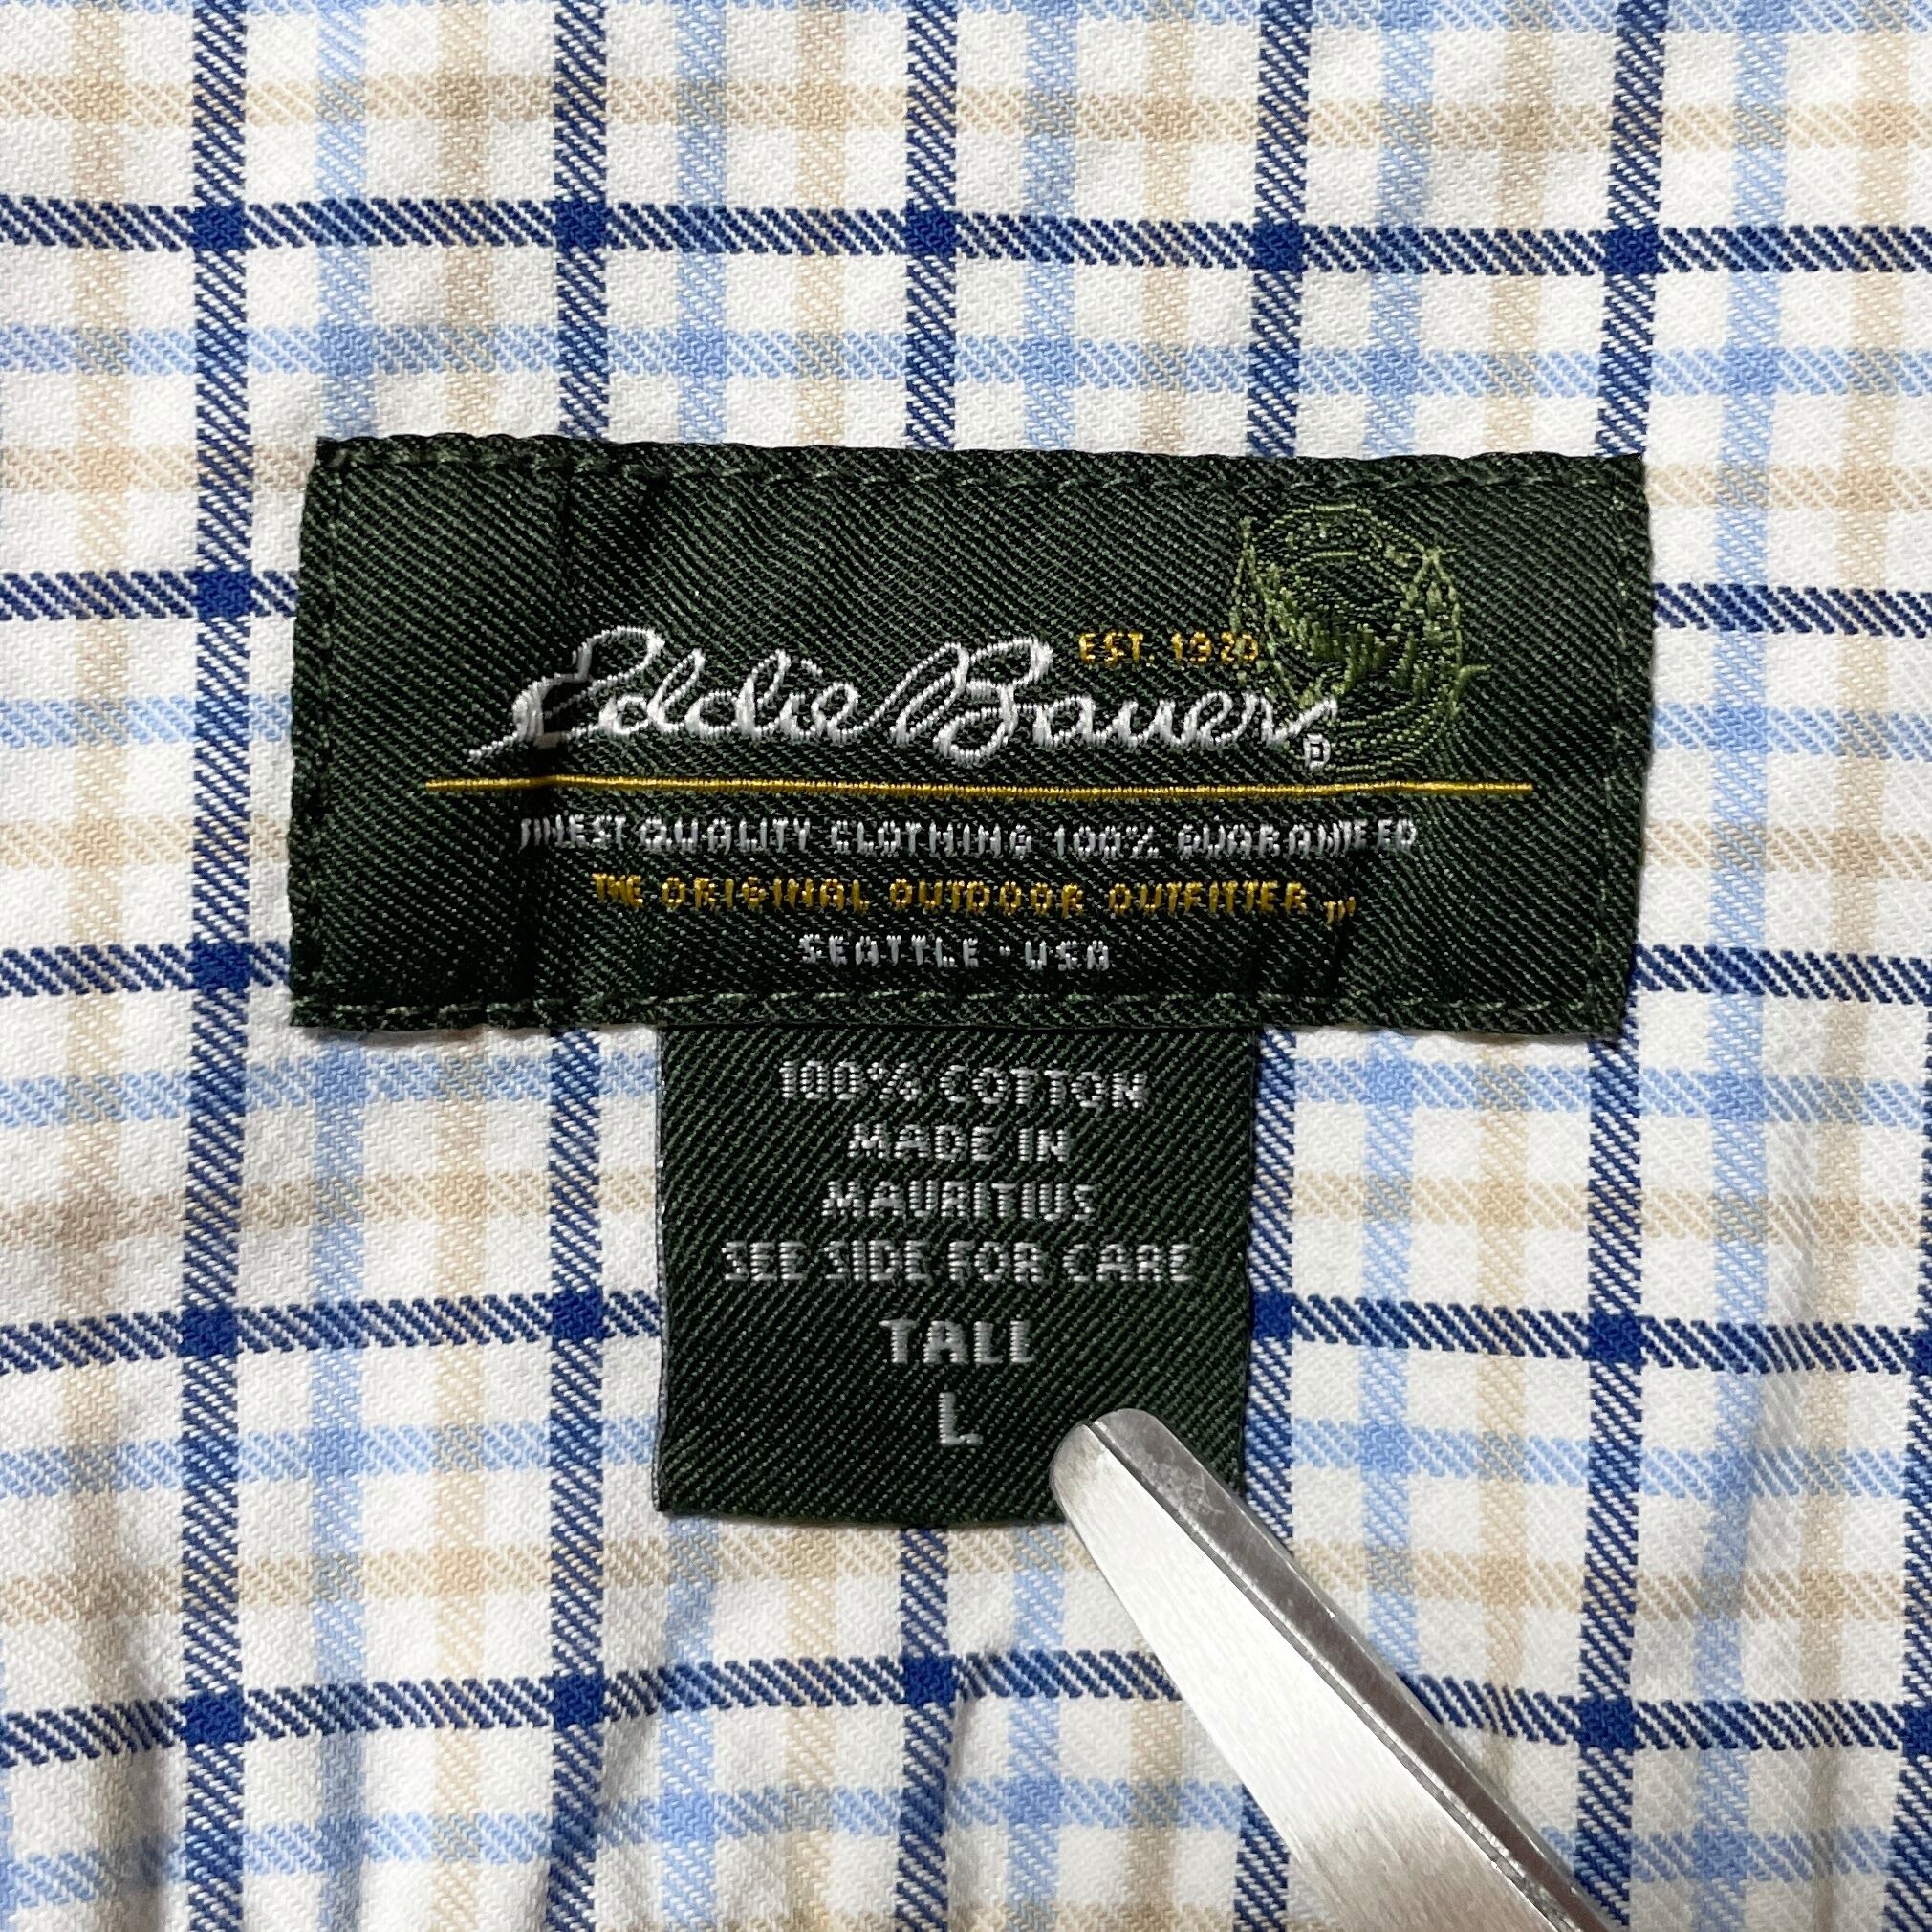 EST. 1920
Eddie Bauer®
FINEST QUALITY CLOTHING 100% GUARANTEED
THE ORIGINAL OUTDOOR OUTFITTER ™
SEATTLE · USA
100% COTTON
MADE IN
MAURITIUS
SEE SIDE FOR CARE
TALL
L